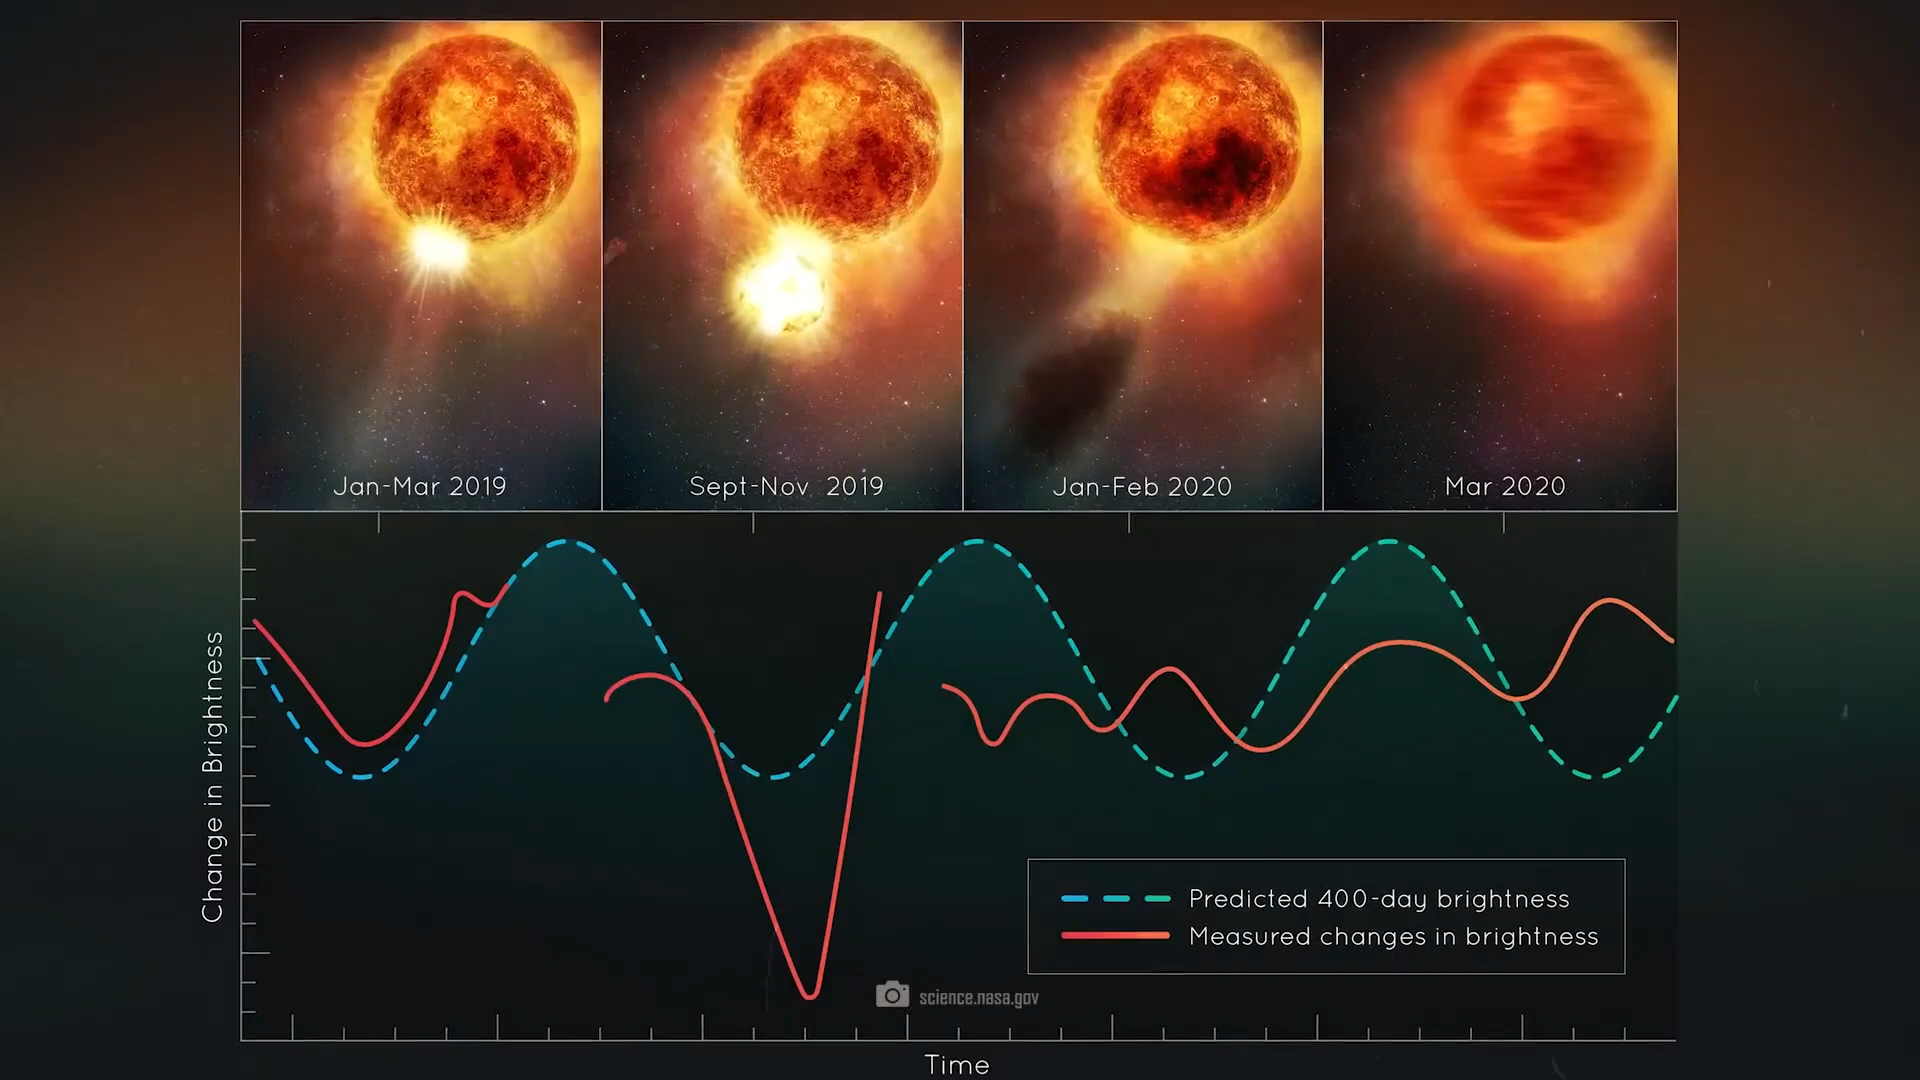 Jan-Mar 2019
Sept-Nov 2019
Jan-Feb 2020
Mar 2020
Change in Brightness
Predicted 400-day brightness
Measured changes in brightness
science.nasa.gov
Time